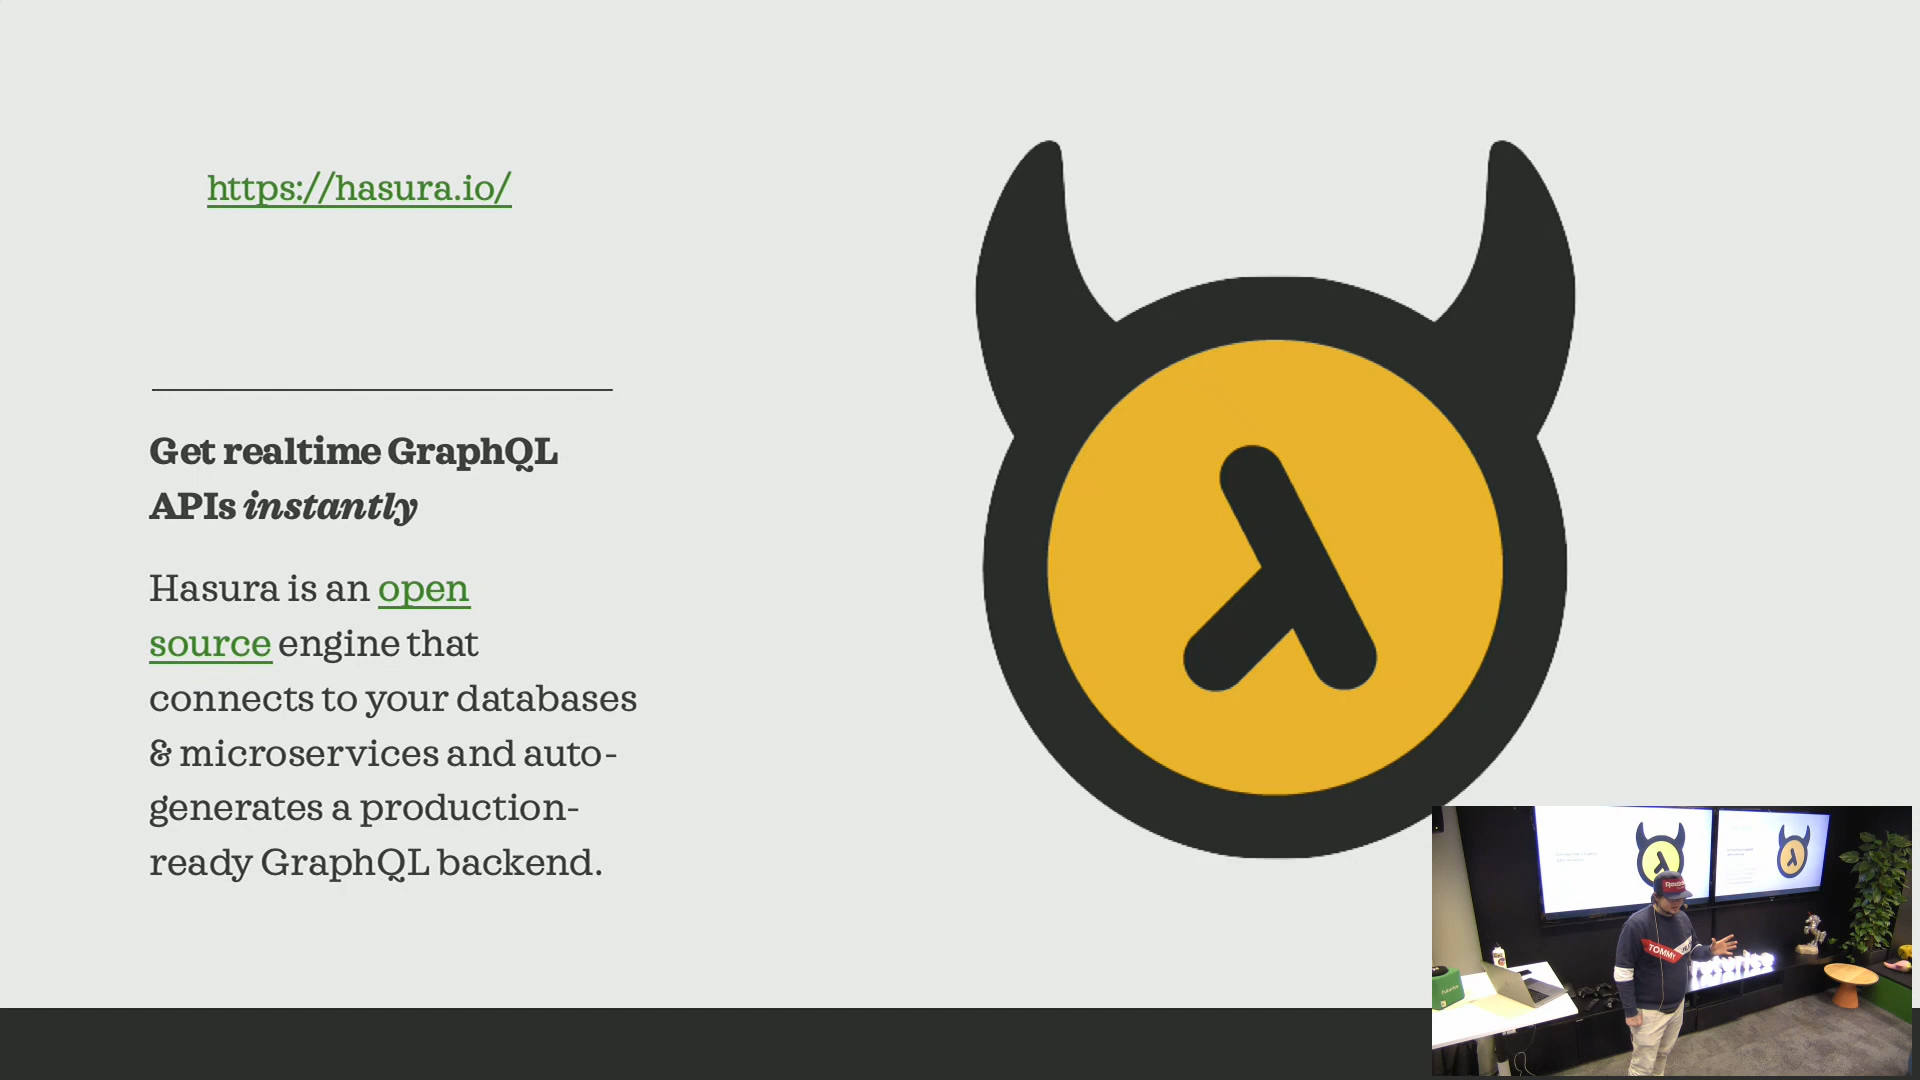 https://hasura.io/
Get realtime GraphQL
APIs instantly
Hasura is an open
source engine that
connects to your databases
& microservices and auto-
generates a production-
ready GraphQL backend.
TOMMY